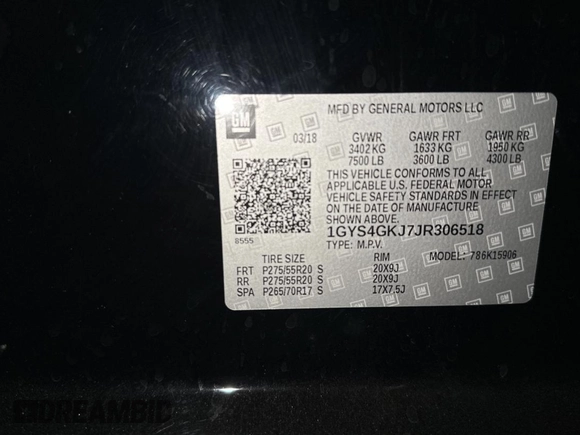 GM
MFD BY GENERAL MOTORS LLC
03/18
GVWR GAWR FRT GAWR RR
3402 KG 1633 KG 1950 KG
7500 LB 3600 LB 4300 LB
THIS VEHICLE CONFORMS TO ALL
APPLICABLE U.S. FEDERAL MOTOR
VEHICLE SAFETY STANDARDS IN EFFECT
ON THE DATE OF MANUFACTURE
SHOWN ABOVE.
8555
1GYS4GKJ7JR306518
TYPE: M.P.V. MODEL: 786K15906
TIRE SIZE RIM
FRT P275/55R20 S 20X9J
RR P275/55R20 S 20X9J
SPA P265/70R17 S 17X7.5J
DREAMBID